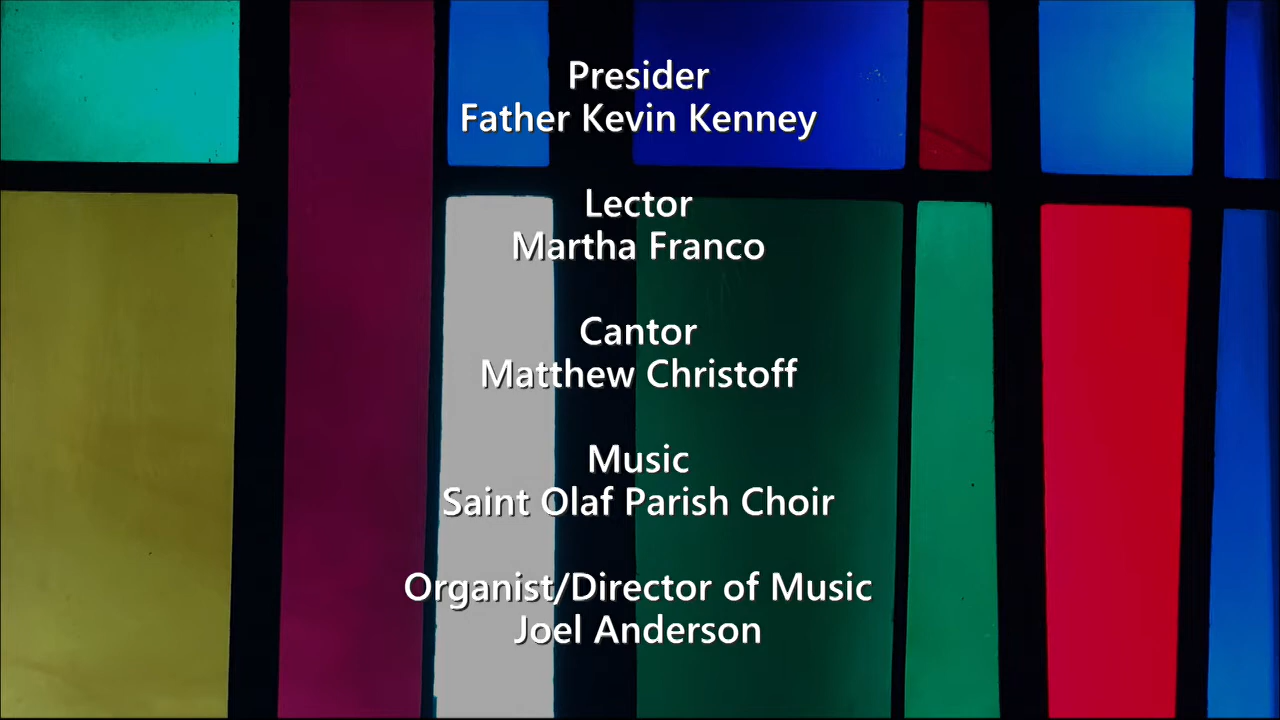 Presider
Father Kevin Kenney
Lector
Martha Franco
Cantor
Matthew Christoff
Music
Saint Olaf Parish Choir
Organist/Director of Music
Joel Anderson